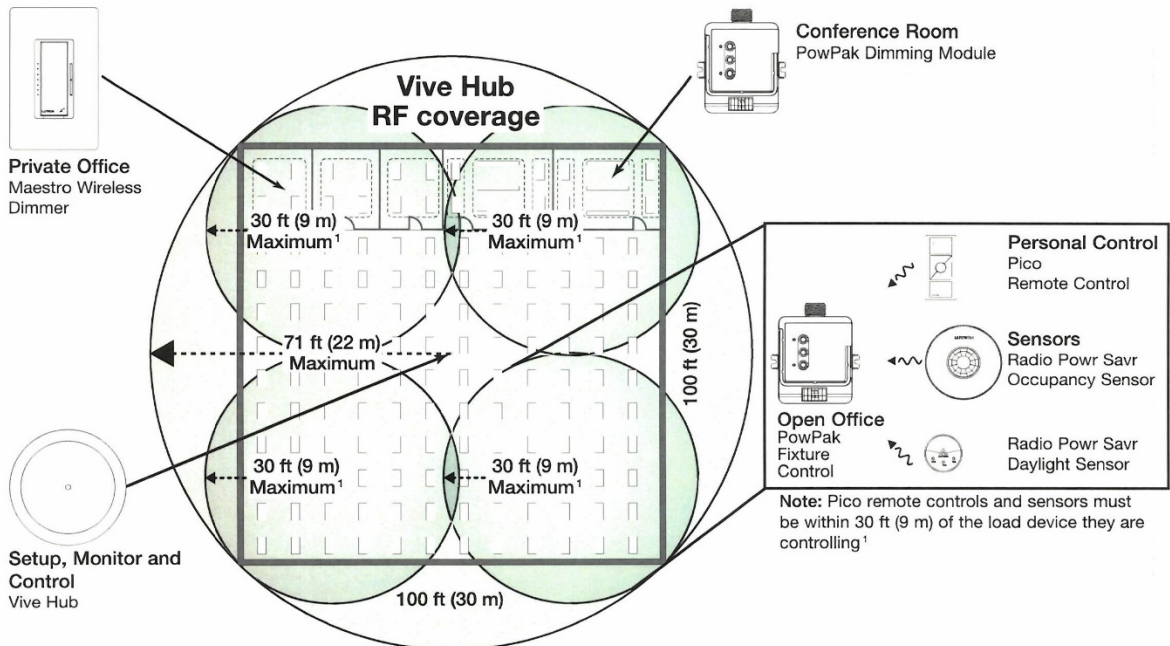 Vive Hub
RF coverage
Conference Room
PowPak Dimming Module
Private Office
Maestro Wireless
Dimmer
30 ft (9 m)
Maximum¹
30 ft (9 m)
Maximum¹
71 ft (22 m)
Maximum
100 ft (30 m)
30 ft (9 m)
Maximum¹
30 ft (9 m)
Maximum¹
100 ft (30 m)
Setup, Monitor and
Control
Vive Hub
Personal Control
Pico
Remote Control
Sensors
Radio Powr Savr
Occupancy Sensor
Open Office
PowPak
Fixture
Control
Radio Powr Savr
Daylight Sensor
Note: Pico remote controls and sensors must
be within 30 ft (9 m) of the load device they are
controlling¹